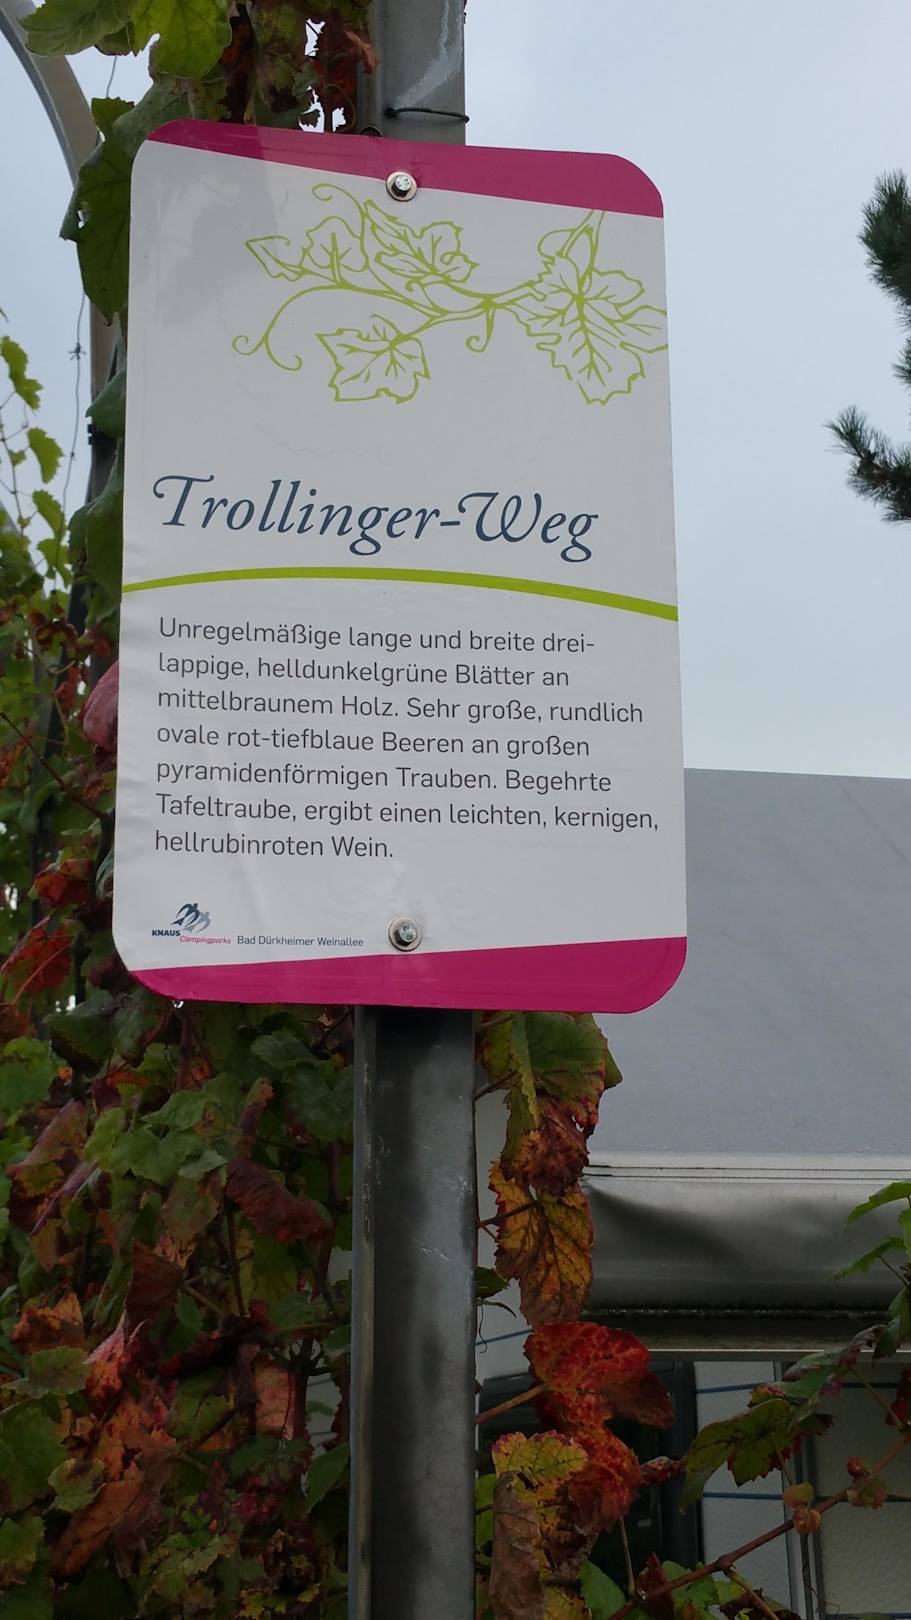 Trollinger-Weg
Unregelmäßige lange und breite drei-
lappige, helldunkelgrüne Blätter an
mittelbraunem Holz. Sehr große, rundlich
ovale rot-tiefblaue Beeren an großen
pyramidenförmigen Trauben. Begehrte
Tafeltraube, ergibt einen leichten, kernigen,
hellrubinroten Wein.
KNAUS
Campingparks Bad Dürkheimer Weinallee